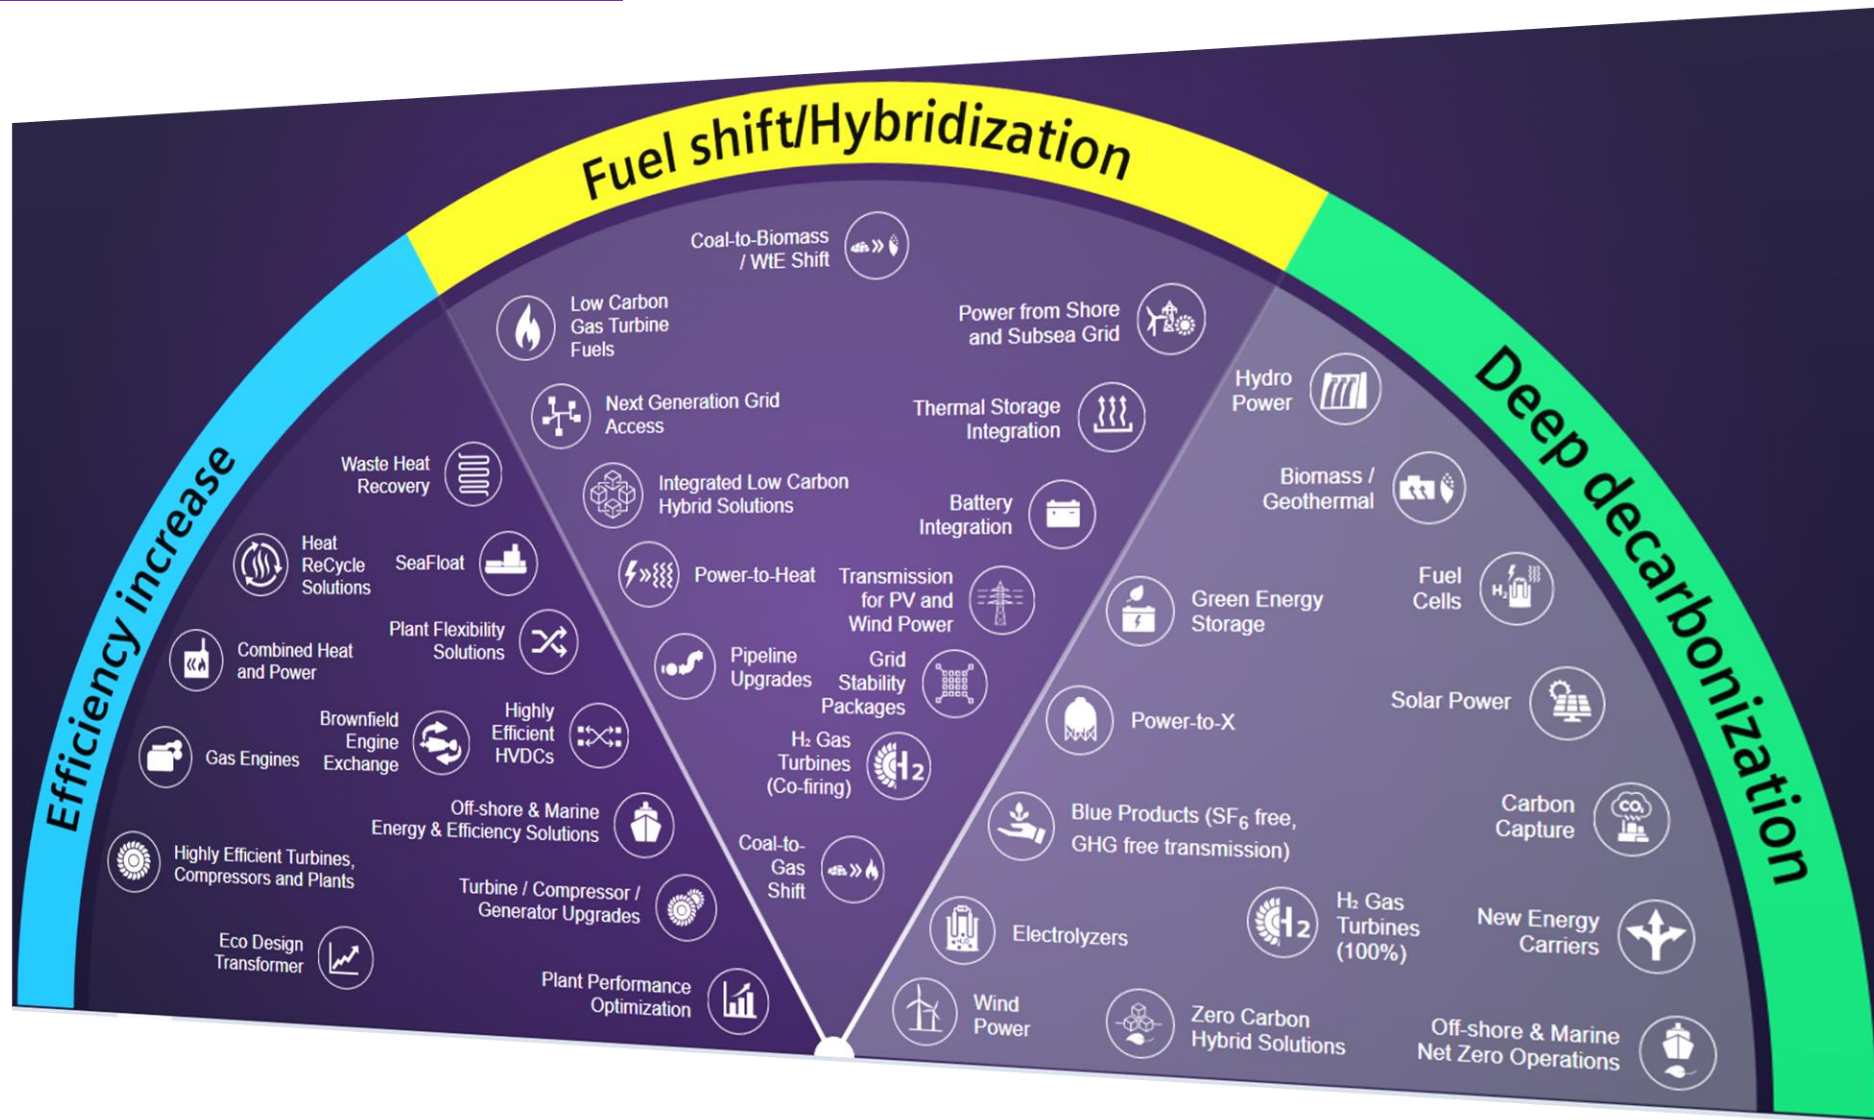 Efficiency increase
Fuel shift/Hybridization
Deep decarbonization
Waste Heat
Recovery
Heat
ReCycle
Solutions
SeaFloat
Combined Heat
and Power
Plant Flexibility
Solutions
Gas Engines
Brownfield
Engine
Exchange
Highly
Efficient
HVDCs
Off-shore & Marine
Energy & Efficiency Solutions
Highly Efficient Turbines,
Compressors and Plants
Turbine / Compressor /
Generator Upgrades
Eco Design
Transformer
Plant Performance
Optimization
Coal-to-Biomass
/ WtE Shift
Low Carbon
Gas Turbine
Fuels
Power from Shore
and Subsea Grid
Next Generation Grid
Access
Thermal Storage
Integration
Integrated Low Carbon
Hybrid Solutions
Battery
Integration
Power-to-Heat
Transmission
for PV and
Wind Power
Pipeline
Upgrades
Grid
Stability
Packages
H₂ Gas
Turbines
(Co-firing)
H2
Coal-to-
Gas
Shift
Hydro
Power
Biomass /
Geothermal
Fuel
Cells
H₂
Green Energy
Storage
Solar Power
Power-to-X
Carbon
Capture
CO₂
Blue Products (SF₆ free,
GHG free transmission)
Electrolyzers
H₂O
H2
H₂ Gas
Turbines
(100%)
New Energy
Carriers
Wind
Power
Zero Carbon
Hybrid Solutions
Off-shore & Marine
Net Zero Operations